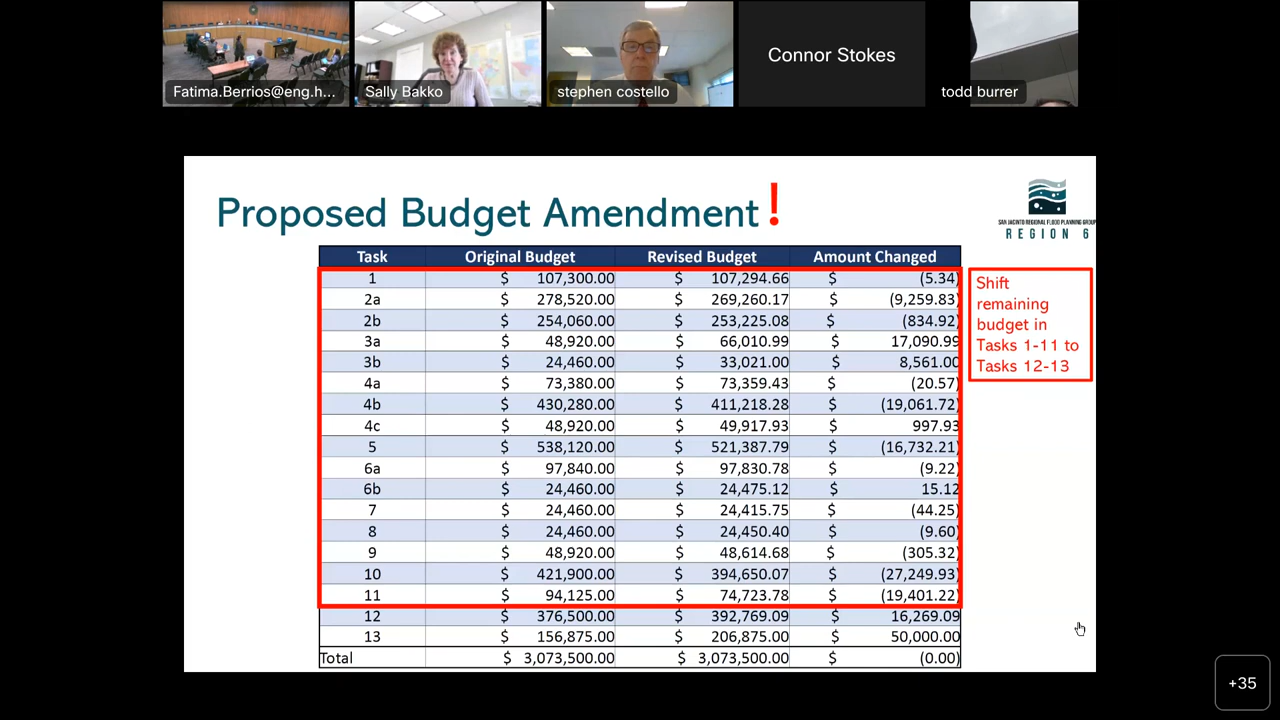 Fatima.Berrios@eng.h...
Sally Bakko
stephen costello
Connor Stokes
todd burrer
Proposed Budget Amendment!
SAN JACINTO REGIONAL FLOOD PLANNING GROUP
REGION 6
Task Original Budget Revised Budget Amount Changed
1 $ 107,300.00 $ 107,294.66 $ (5.34)
2a $ 278,520.00 $ 269,260.17 $ (9,259.83)
2b $ 254,060.00 $ 253,225.08 $ (834.92)
3a $ 48,920.00 $ 66,010.99 $ 17,090.99
3b $ 24,460.00 $ 33,021.00 $ 8,561.00
4a $ 73,380.00 $ 73,359.43 $ (20.57)
4b $ 430,280.00 $ 411,218.28 $ (19,061.72)
4c $ 48,920.00 $ 49,917.93 $ 997.93
5 $ 538,120.00 $ 521,387.79 $ (16,732.21)
6a $ 97,840.00 $ 97,830.78 $ (9.22)
6b $ 24,460.00 $ 24,475.12 $ 15.12
7 $ 24,460.00 $ 24,415.75 $ (44.25)
8 $ 24,460.00 $ 24,450.40 $ (9.60)
9 $ 48,920.00 $ 48,614.68 $ (305.32)
10 $ 421,900.00 $ 394,650.07 $ (27,249.93)
11 $ 94,125.00 $ 74,723.78 $ (19,401.22)
12 $ 376,500.00 $ 392,769.09 $ 16,269.09
13 $ 156,875.00 $ 206,875.00 $ 50,000.00
Total $ 3,073,500.00 $ 3,073,500.00 $ (0.00)
Shift
remaining
budget in
Tasks 1-11 to
Tasks 12-13
+35